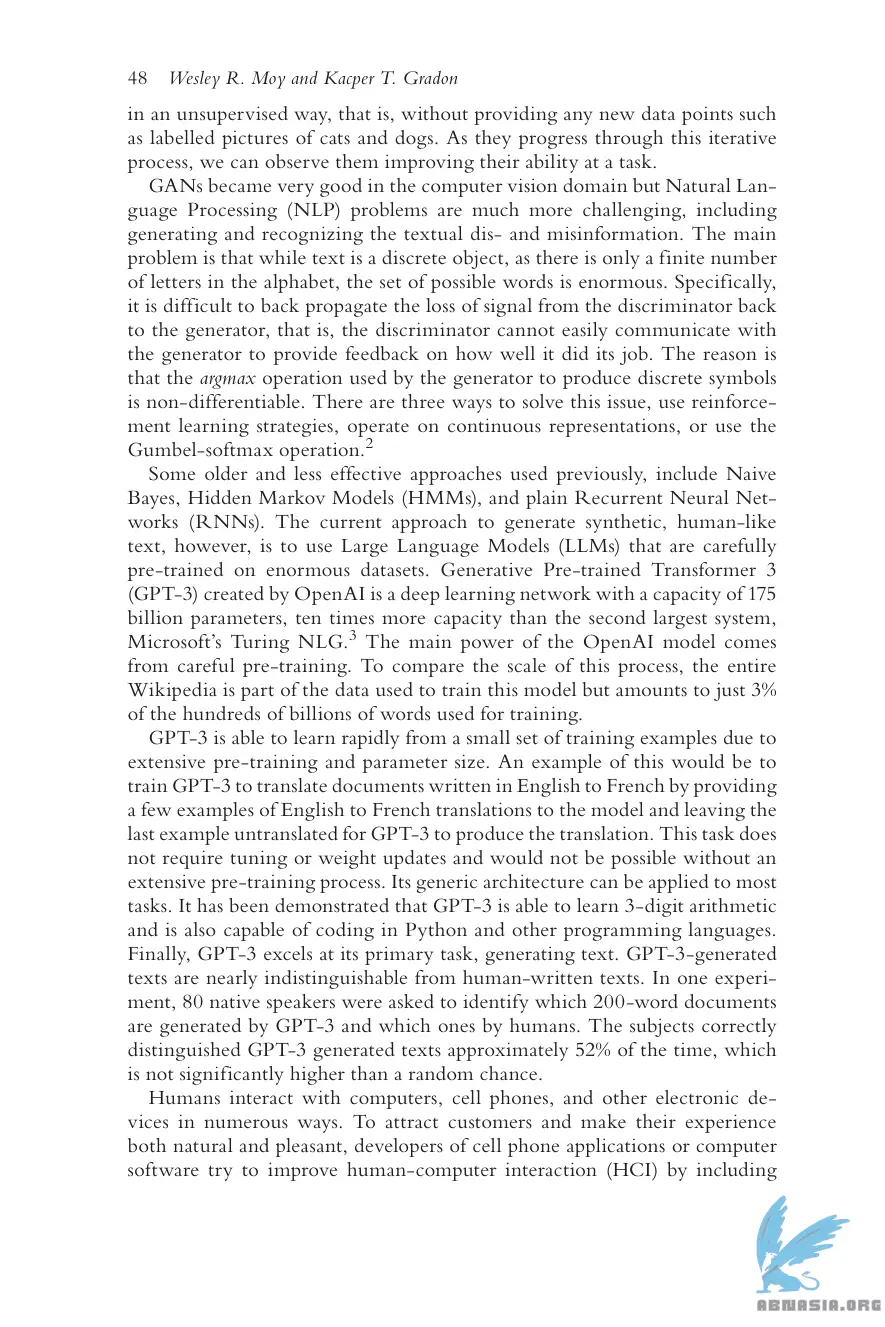 48 Wesley R. Moy and Kacper T. Gradon
in an unsupervised way, that is, without providing any new data points such
as labelled pictures of cats and dogs. As they progress through this iterative
process, we can observe them improving their ability at a task.
GANs became very good in the computer vision domain but Natural Lan-
guage Processing (NLP) problems are much more challenging, including
generating and recognizing the textual dis- and misinformation. The main
problem is that while text is a discrete object, as there is only a finite number
of letters in the alphabet, the set of possible words is enormous. Specifically,
it is difficult to back propagate the loss of signal from the discriminator back
to the generator, that is, the discriminator cannot easily communicate with
the generator to provide feedback on how well it did its job. The reason is
that the argmax operation used by the generator to produce discrete symbols
is non-differentiable. There are three ways to solve this issue, use reinforce-
ment learning strategies, operate on continuous representations, or use the
Gumbel-softmax operation.2
Some older and less effective approaches used previously, include Naive
Bayes, Hidden Markov Models (HMMs), and plain Recurrent Neural Net-
works (RNNs). The current approach to generate synthetic, human-like
text, however, is to use Large Language Models (LLMs) that are carefully
pre-trained on enormous datasets. Generative Pre-trained Transformer 3
(GPT-3) created by OpenAI is a deep learning network with a capacity of 175
billion parameters, ten times more capacity than the second largest system,
Microsoft's Turing NLG.3 The main power of the OpenAI model comes
from careful pre-training. To compare the scale of this process, the entire
Wikipedia is part of the data used to train this model but amounts to just 3%
of the hundreds of billions of words used for training.
GPT-3 is able to learn rapidly from a small set of training examples due to
extensive pre-training and parameter size. An example of this would be to
train GPT-3 to translate documents written in English to French by providing
a few examples of English to French translations to the model and leaving the
last example untranslated for GPT-3 to produce the translation. This task does
not require tuning or weight updates and would not be possible without an
extensive pre-training process. Its generic architecture can be applied to most
tasks. It has been demonstrated that GPT-3 is able to learn 3-digit arithmetic
and is also capable of coding in Python and other programming languages.
Finally, GPT-3 excels at its primary task, generating text. GPT-3-generated
texts are nearly indistinguishable from human-written texts. In one experi-
ment, 80 native speakers were asked to identify which 200-word documents
are generated by GPT-3 and which ones by humans. The subjects correctly
distinguished GPT-3 generated texts approximately 52% of the time, which
is not significantly higher than a random chance.
Humans interact with computers, cell phones, and other electronic de-
vices in numerous ways. To attract customers and make their experience
both natural and pleasant, developers of cell phone applications or computer
software try to improve human-computer interaction (HCI) by including
ABNASIA.ORG